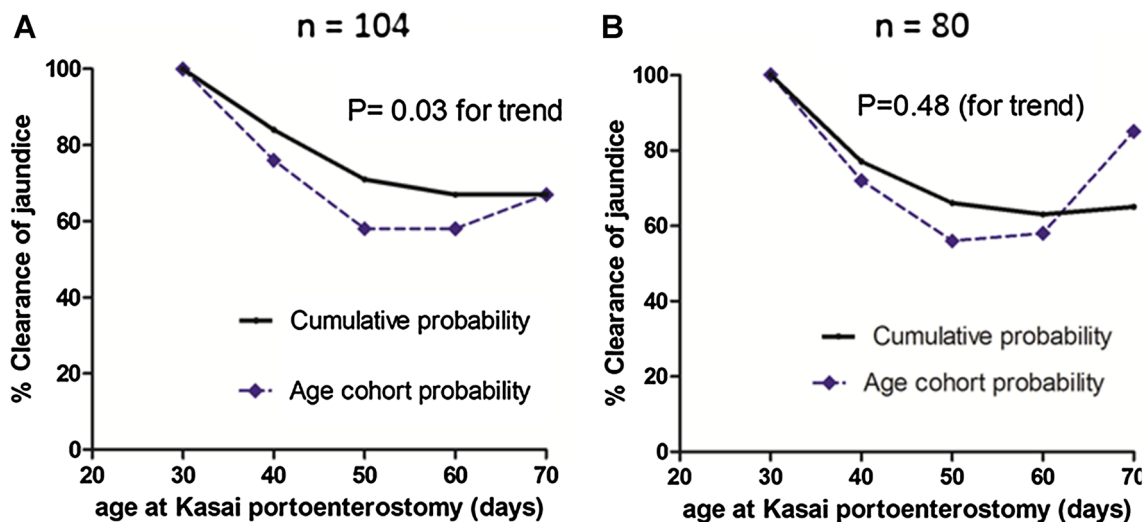 A
n = 104
100
80
60
40
20
0
% Clearance of jaundice
P= 0.03 for trend
Cumulative probability
Age cohort probability
20 30 40 50 60 70
age at Kasai portoenterostomy (days)
B
n = 80
100
80
60
40
20
0
% Clearance of jaundice
P=0.48 (for trend)
Cumulative probability
Age cohort probability
20 30 40 50 60 70
age at Kasai portoenterostomy (days)